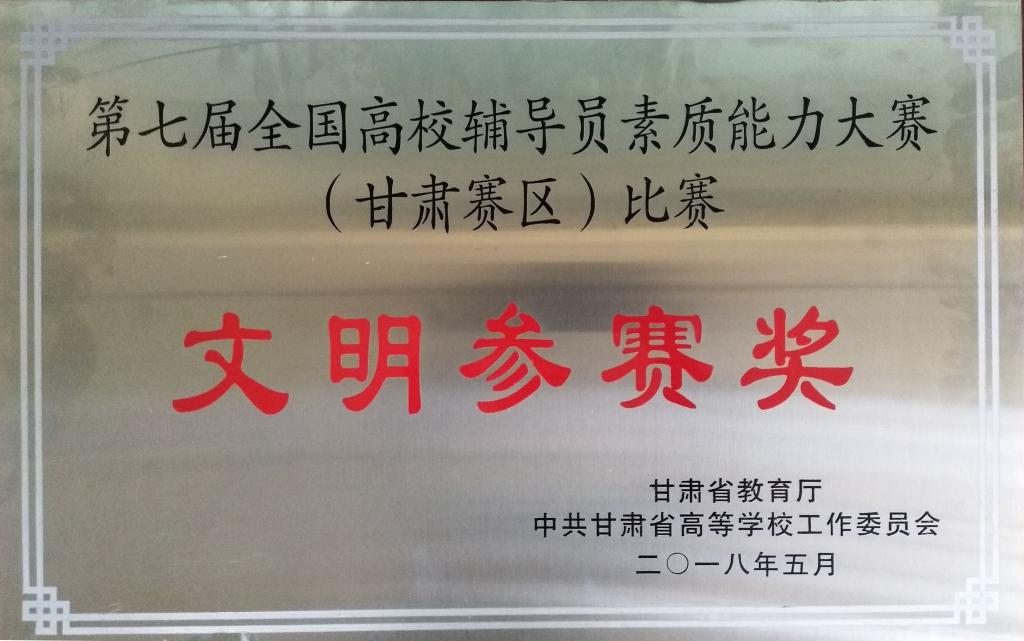 第七届全国高校辅导员素质能力大赛
（甘肃赛区）比赛
文明参赛奖
甘肃省教育厅
中共甘肃省高等学校工作委员会
二〇一八年五月